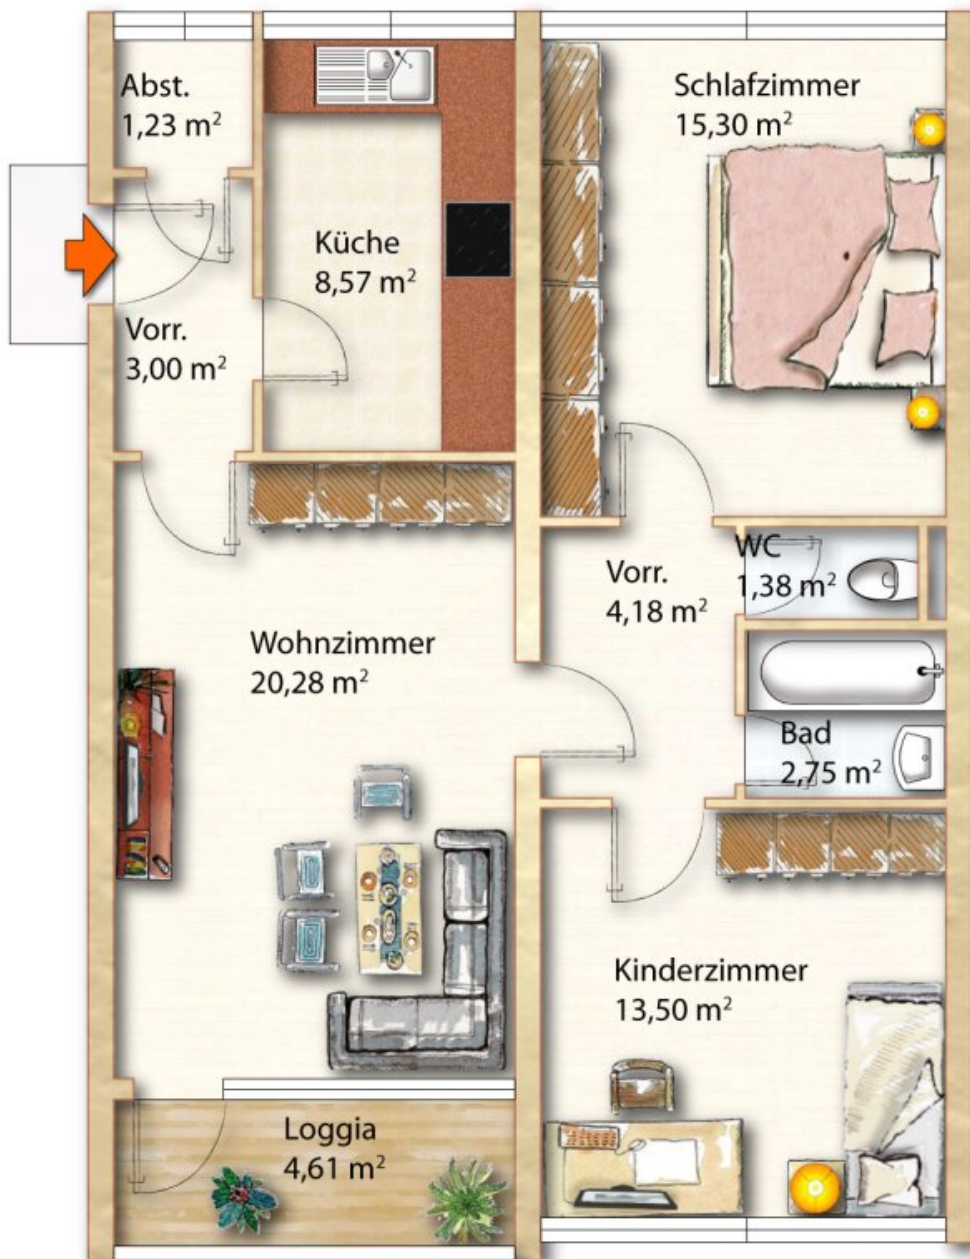 Abst.
1,23 m²
Schlafzimmer
15,30 m²
Küche
8,57 m²
Vorr.
3,00 m²
WC
1,38 m²
Vorr.
4,18 m²
Wohnzimmer
20,28 m²
Bad
2,75 m²
Kinderzimmer
13,50 m²
Loggia
4,61 m²